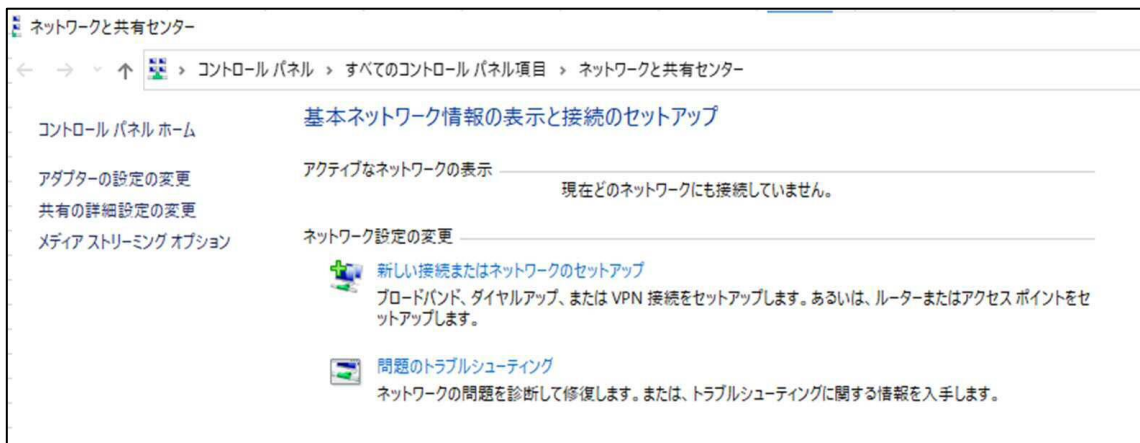 ネットワークと共有センター
コントロール パネル › すべてのコントロール パネル項目 › ネットワークと共有センター
コントロール パネル ホーム
アダプターの設定の変更
共有の詳細設定の変更
メディア ストリーミング オプション
基本ネットワーク情報の表示と接続のセットアップ
アクティブなネットワークの表示
現在どのネットワークにも接続していません。
ネットワーク設定の変更
新しい接続またはネットワークのセットアップ
ブロードバンド、ダイヤルアップ、または VPN 接続をセットアップします。あるいは、ルーターまたはアクセス ポイントをセ
ットアップします。
問題のトラブルシューティング
ネットワークの問題を診断して修復します。または、トラブルシューティングに関する情報を入手します。